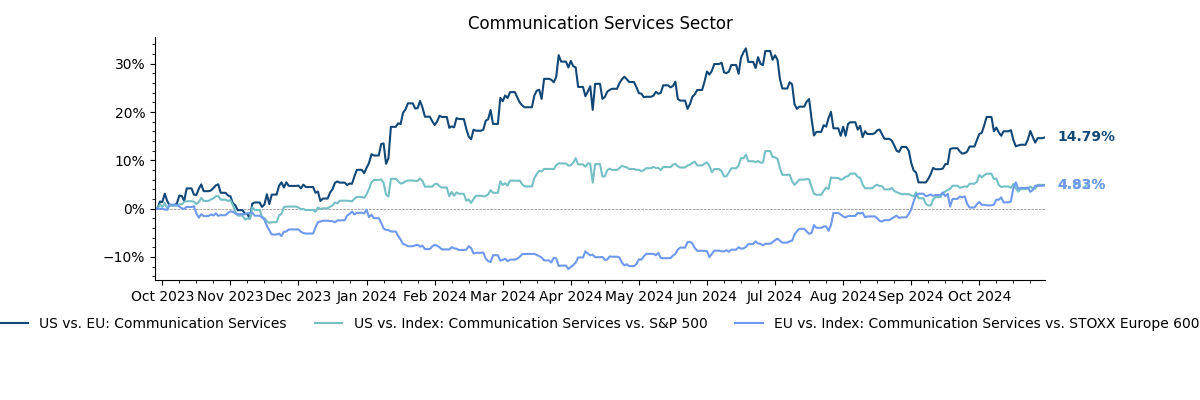 Communication Services Sector
30%
20%
10%
0%
−10%
14.79%
Oct 2023 Nov 2023 Dec 2023 Jan 2024 Feb 2024 Mar 2024 Apr 2024 May 2024 Jun 2024 Jul 2024 Aug 2024 Sep 2024 Oct 2024
US vs. EU: Communication Services US vs. Index: Communication Services vs. S&P 500 EU vs. Index: Communication Services vs. STOXX Europe 600